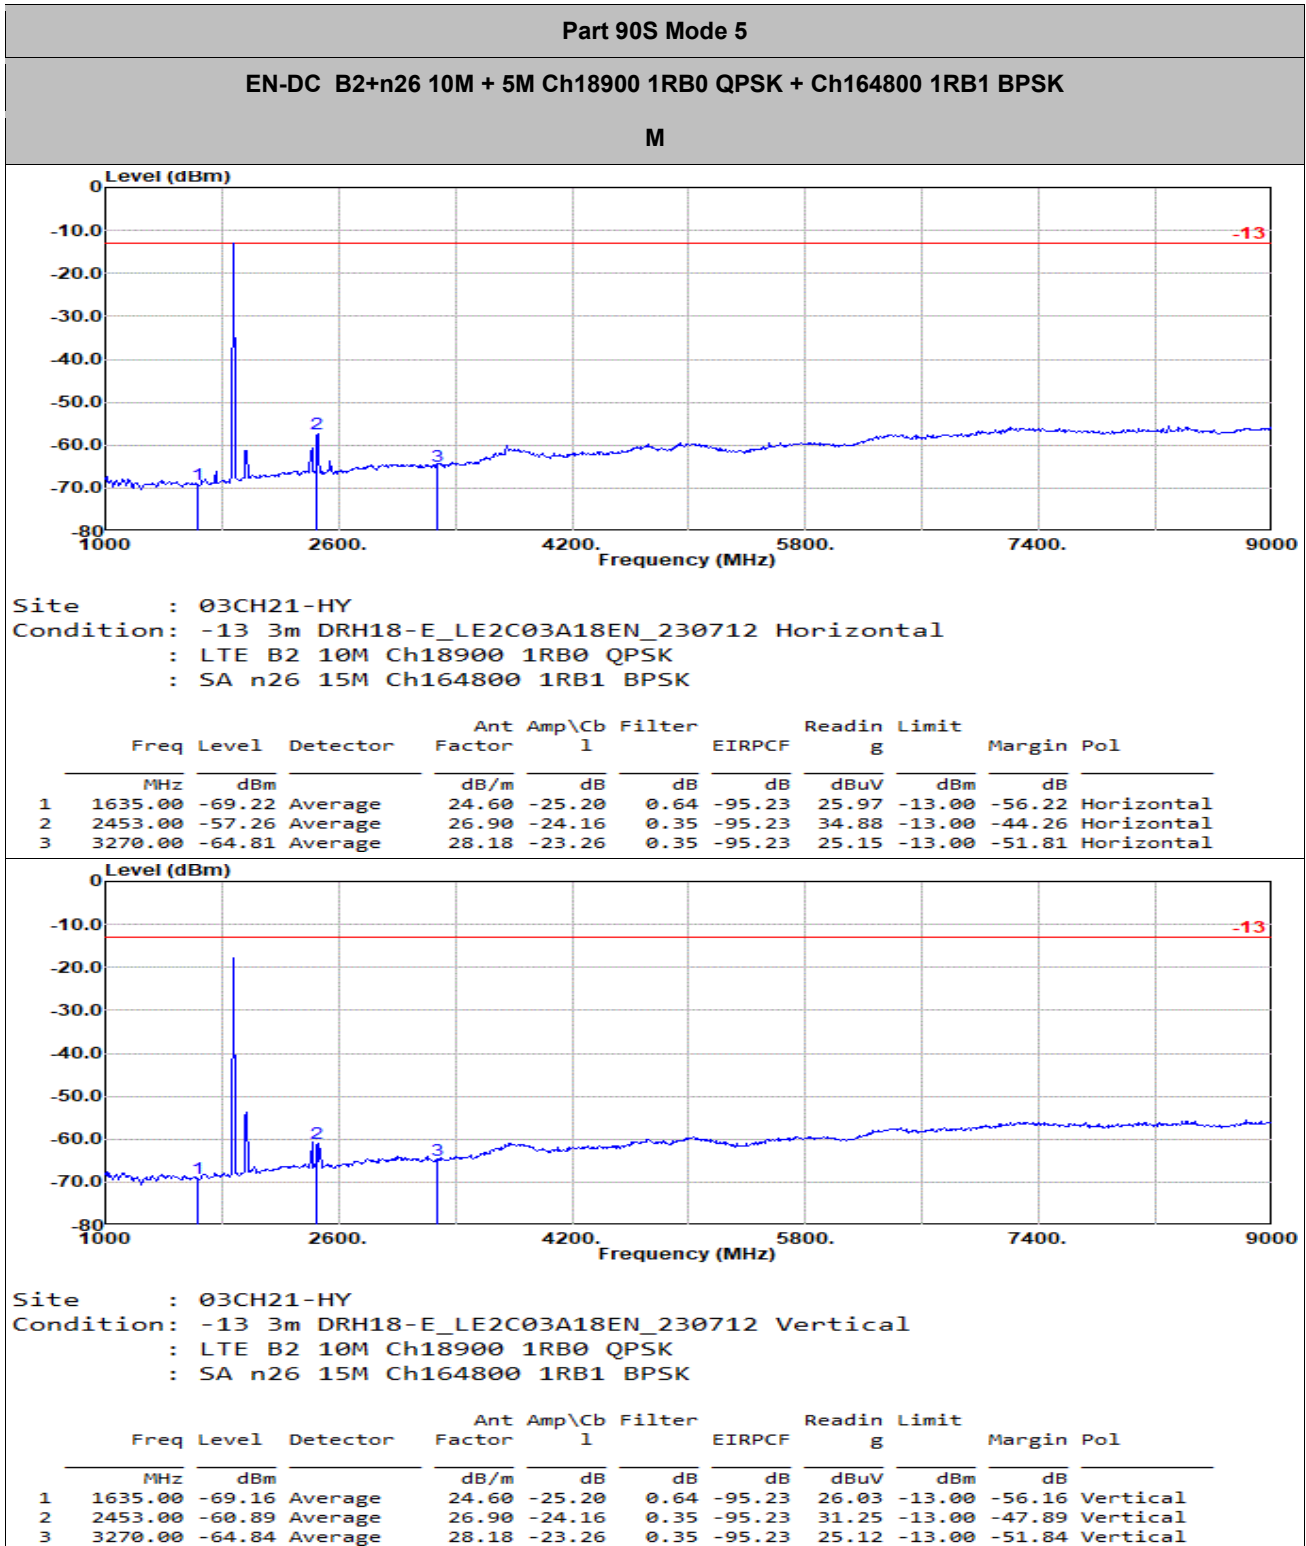 Part 90S Mode 5
EN-DC B2+n26 10M + 5M Ch18900 1RB0 QPSK + Ch164800 1RB1 BPSK
M
Level (dBm)
0
-10.0
-20.0
-30.0
-40.0
-50.0
-60.0
-70.0
-80
-13
1
2
3
1000 2600. 4200. 5800. 7400. 9000
Frequency (MHz)
Site : 03CH21-HY
Condition: -13 3m DRH18-E_LE2C03A18EN_230712 Horizontal
: LTE B2 10M Ch18900 1RB0 QPSK
: SA n26 15M Ch164800 1RB1 BPSK
Ant Amp\Cb Filter Readin Limit
Freq Level Detector Factor l EIRPCF g Margin Pol
MHz dBm dB/m dB dB dB dBuV dBm dB
1 1635.00 -69.22 Average 24.60 -25.20 0.64 -95.23 25.97 -13.00 -56.22 Horizontal
2 2453.00 -57.26 Average 26.90 -24.16 0.35 -95.23 34.88 -13.00 -44.26 Horizontal
3 3270.00 -64.81 Average 28.18 -23.26 0.35 -95.23 25.15 -13.00 -51.81 Horizontal
Level (dBm)
0
-10.0
-20.0
-30.0
-40.0
-50.0
-60.0
-70.0
-80
-13
1
2
3
1000 2600. 4200. 5800. 7400. 9000
Frequency (MHz)
Site : 03CH21-HY
Condition: -13 3m DRH18-E_LE2C03A18EN_230712 Vertical
: LTE B2 10M Ch18900 1RB0 QPSK
: SA n26 15M Ch164800 1RB1 BPSK
Ant Amp\Cb Filter Readin Limit
Freq Level Detector Factor l EIRPCF g Margin Pol
MHz dBm dB/m dB dB dB dBuV dBm dB
1 1635.00 -69.16 Average 24.60 -25.20 0.64 -95.23 26.03 -13.00 -56.16 Vertical
2 2453.00 -60.89 Average 26.90 -24.16 0.35 -95.23 31.25 -13.00 -47.89 Vertical
3 3270.00 -64.84 Average 28.18 -23.26 0.35 -95.23 25.12 -13.00 -51.84 Vertical